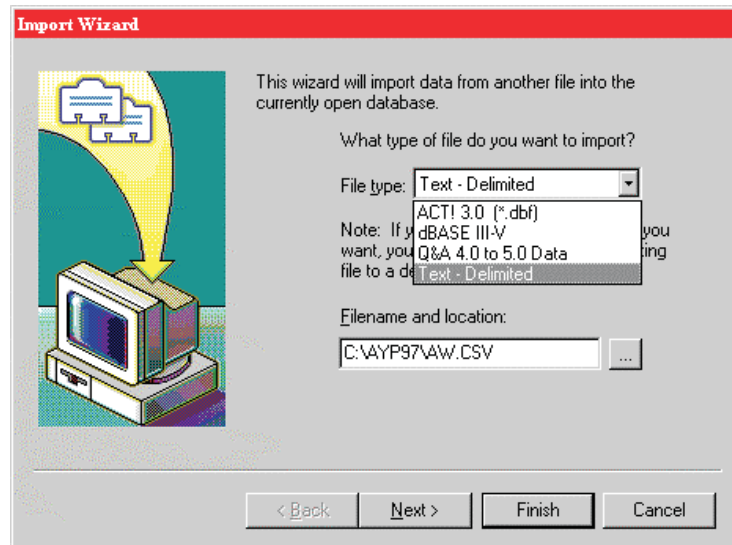 Import Wizard
This wizard will import data from another file into the
currently open database.
What type of file do you want to import?
File type: Text - Delimited
ACT! 3.0 (*.dbf)
Note: If you
dBASE III-V
want, you
Q&A 4.0 to 5.0 Data
Text - Delimited
file to a
Filename and location:
C:\AYP97\AW.CSV
...
< Back
Next >
Finish
Cancel